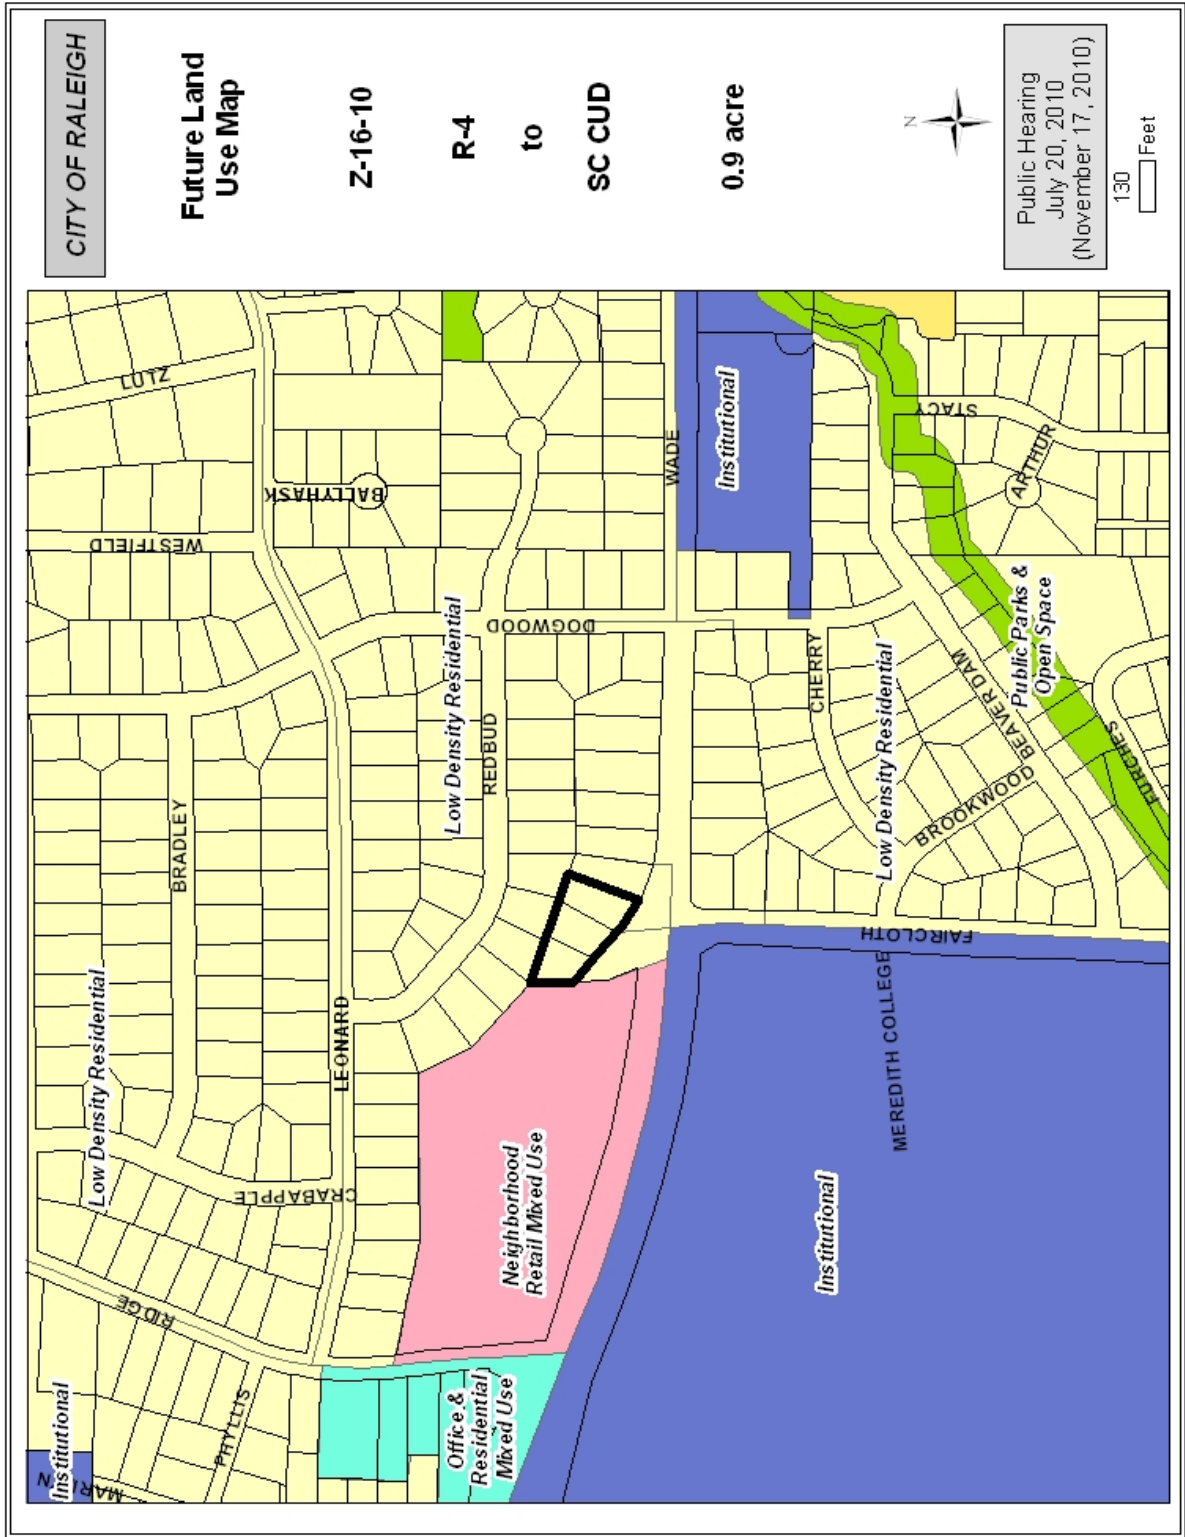 CITY OF RALEIGH
Future Land
Use Map
Z-16-10
R-4
to
SC CUD
0.9 acre
N
Public Hearing
July 20, 2010
(November 17, 2010)
130
Feet
LUTZ
WESTFIELD
BALLYHASK
BRADLEY
Low Density Residential
LEONARD
CRABAPPLE
RIDGE
PHYLLIS
Institutional
Low Density Residential
REDBUD
DOGWOOD
WADE
Institutional
Neighborhood
Retail Mixed Use
Office &
Residential
Mixed Use
CHERRY
Low Density Residential
STACY
ARTHUR
Public Parks &
Open Space
BEAVER DAM
BROOKWOOD
FURCHES
FAIRCLOTH
MEREDITH COLLEGE
Institutional